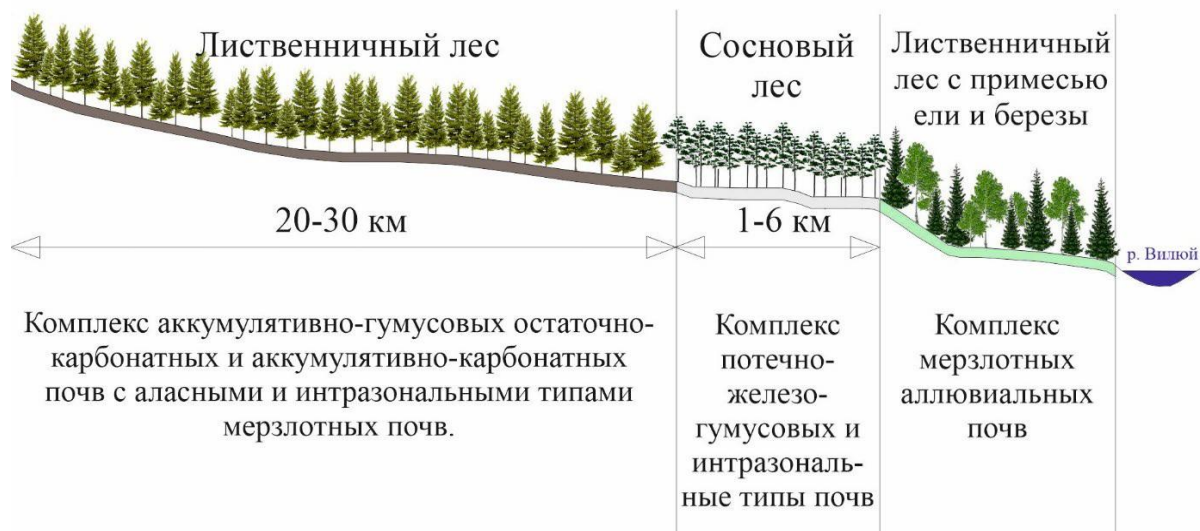 Лиственничный лес
Сосновый
лес
Лиственничный
лес с примесью
ели и березы
20-30 км
1-6 км
р. Вилюй
Комплекс аккумулятивно-гумусовых остаточно-
карбонатных и аккумулятивно-карбонатных
почв с аласными и интразональными типами
мерзлотных почв.
Комплекс
потечно-
железо-
гумусовых и
интразональ-
ные типы почв
Комплекс
мерзлотных
аллювиальных
почв